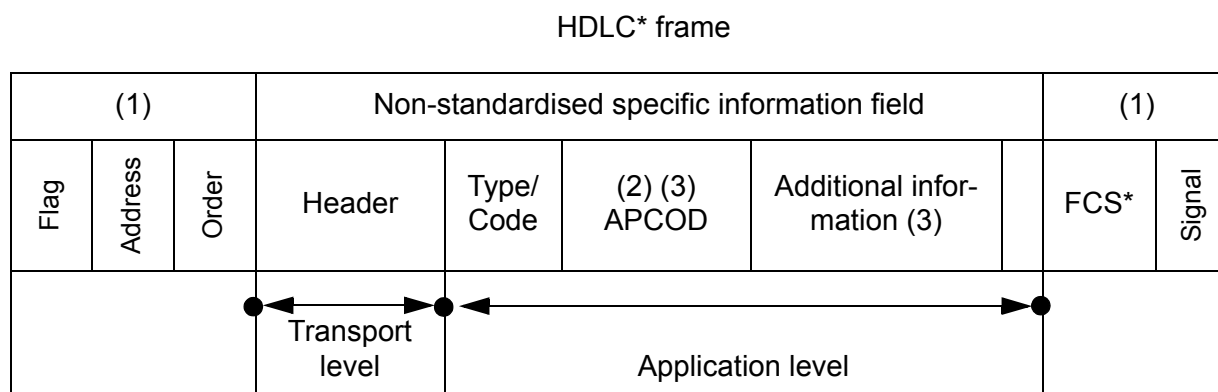 HDLC* frame
(1)
Non-standardised specific information field
(1)
Flag
Address
Order
Header
Type/
Code
(2) (3)
APCOD
Additional infor-
mation (3)
FCS*
Signal
Transport
level
Application level